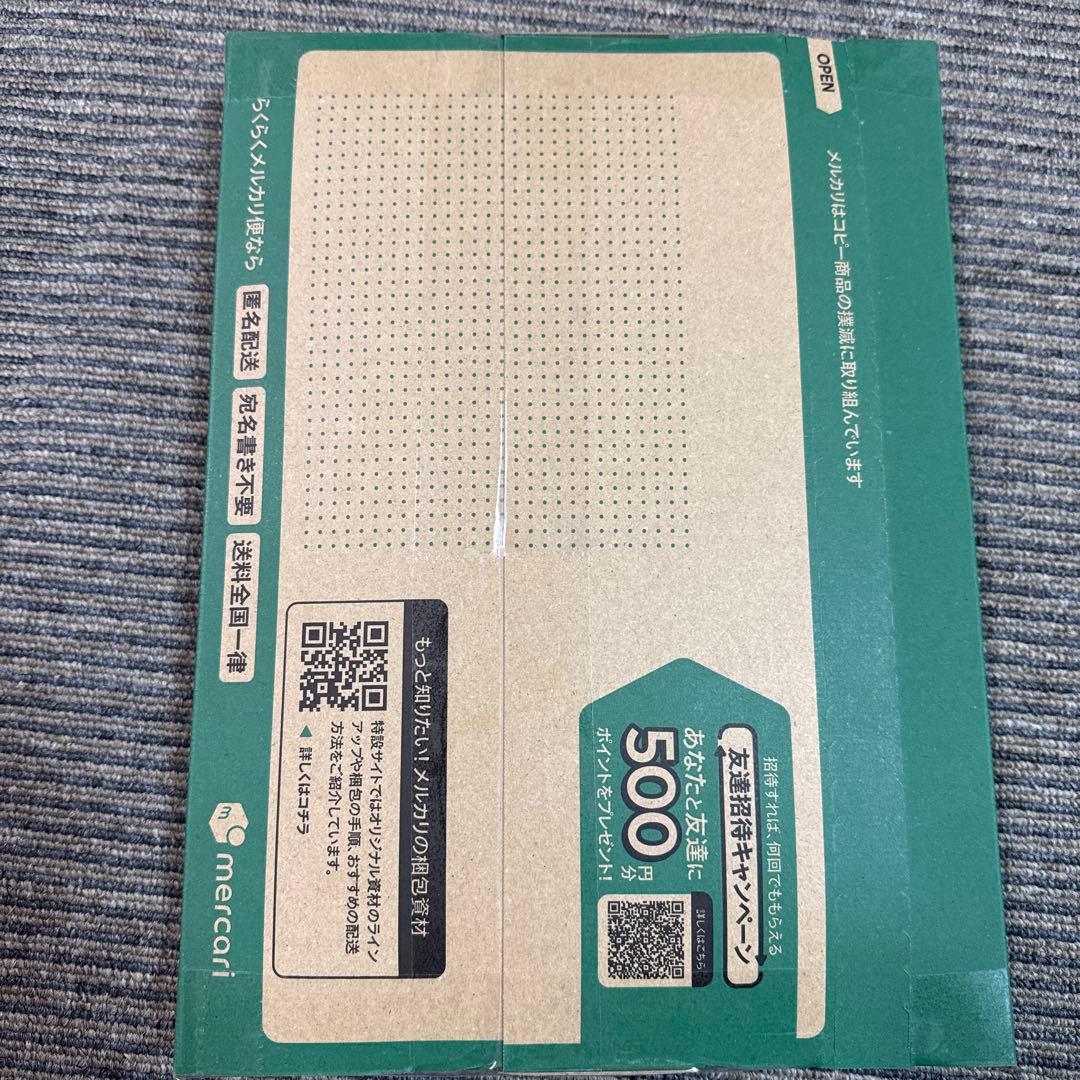 OPEN
メルカリはコピー商品の撲滅に取り組んでいます
招待すれば、何回でももらえる
友達招待キャンペーン
あなたと友達に
500円分
ポイントをプレゼント!
詳しくはこちら
もっと知りたい!メルカリの梱包資材
特設サイトではオリジナル資材のライン
アップや梱包の手順、おすすめの配送
方法をご紹介しています。
◀ 詳しくはコチラ
らくらくメルカリ便なら 匿名配送 宛名書き不要 送料全国一律
m mercari